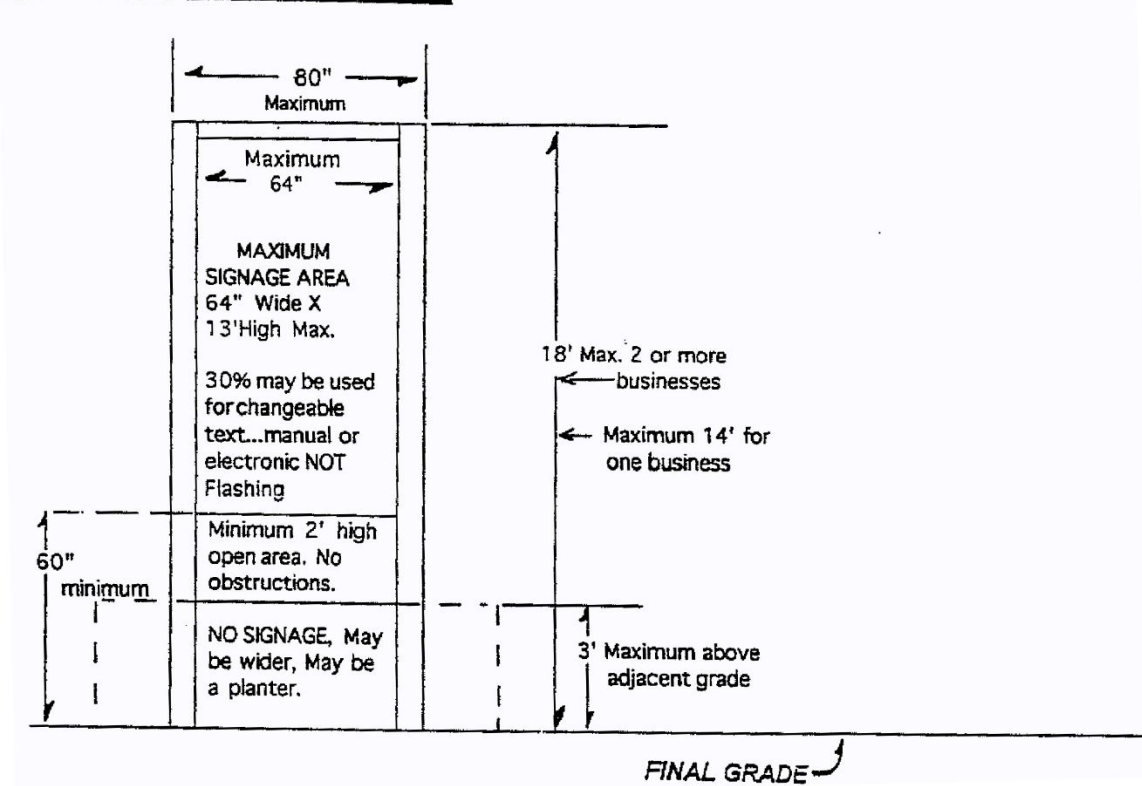 80"
Maximum
Maximum
64"
MAXIMUM
SIGNAGE AREA
64" Wide X
13'High Max.
30% may be used
for changeable
text...manual or
electronic NOT
Flashing
18' Max. 2 or more
businesses
Maximum 14' for
one business
Minimum 2' high
open area. No
obstructions.
60"
minimum
NO SIGNAGE, May
be wider, May be
a planter.
3' Maximum above
adjacent grade
FINAL GRADE